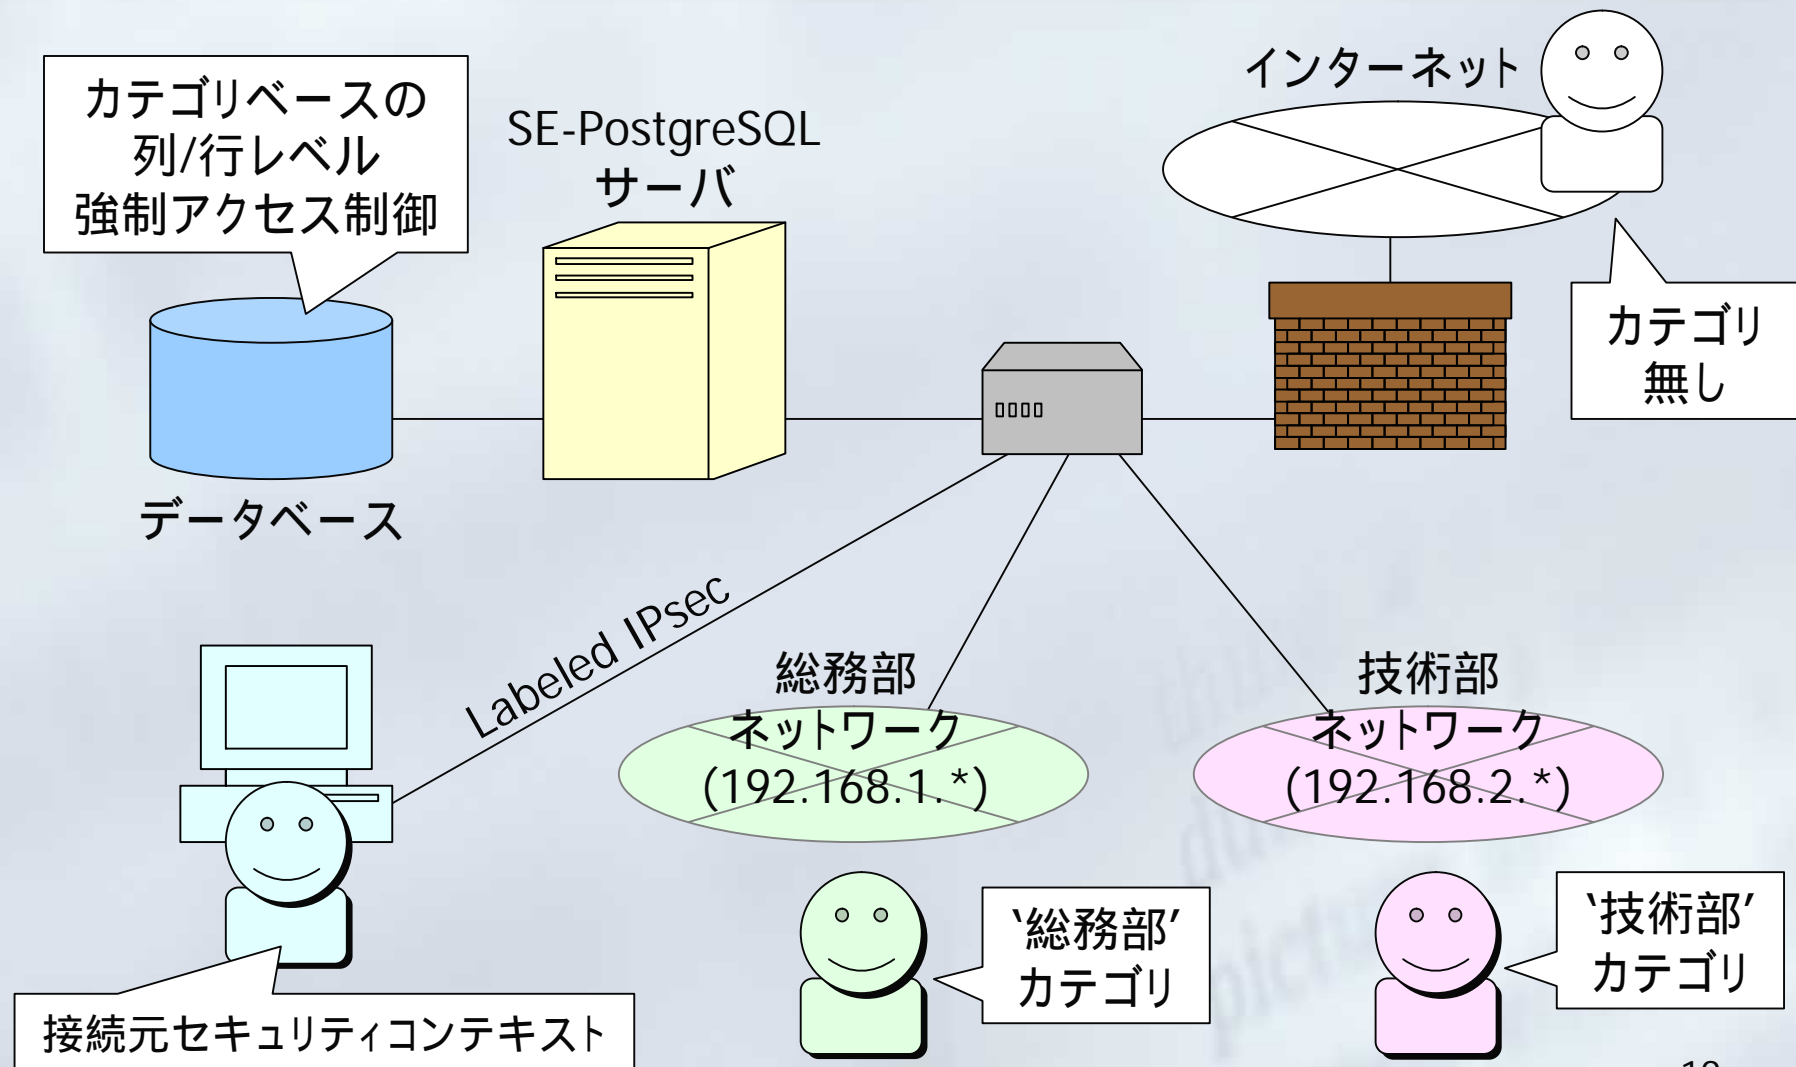 カテゴリベースの
列/行レベル
強制アクセス制御
SE-PostgreSQL
サーバ
インターネット
カテゴリ
無し
データベース
Labeled IPsec
総務部
ネットワーク
(192.168.1.*)
技術部
ネットワーク
(192.168.2.*)
‵総務部′
カテゴリ
‵技術部′
カテゴリ
接続元セキュリティコンテキスト